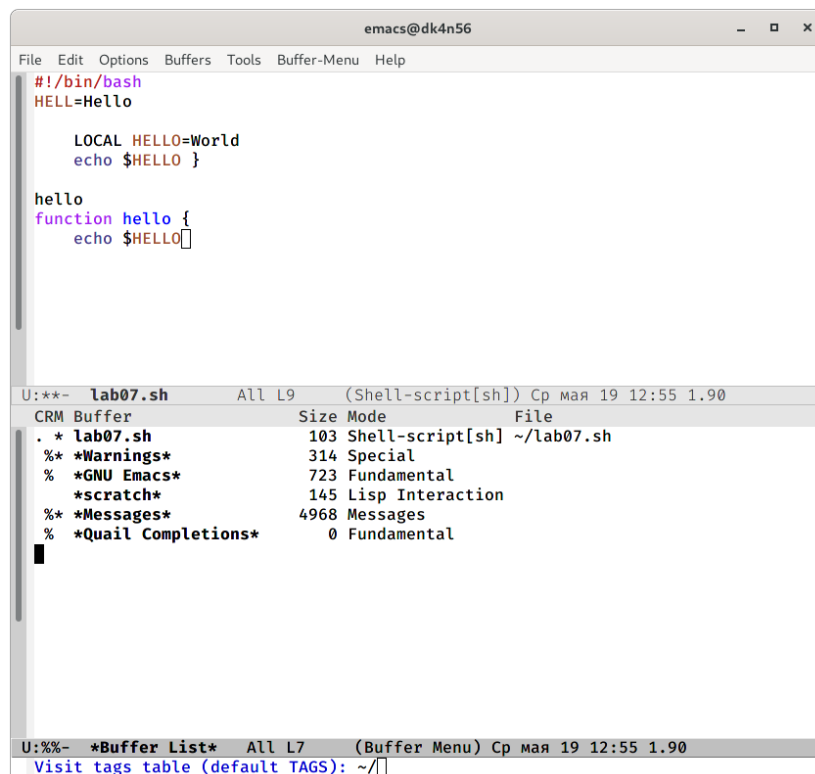 emacs@dk4n56
File Edit Options Buffers Tools Buffer-Menu Help
#!/bin/bash
HELL=Hello
LOCAL HELLO=World
echo $HELLO }
hello
function hello {
echo $HELLO
U:**- lab07.sh All L9 (Shell-script[sh]) Ср мая 19 12:55 1.90
CRM Buffer Size Mode File
. * lab07.sh 103 Shell-script[sh] ~/lab07.sh
%* *Warnings* 314 Special
% *GNU Emacs* 723 Fundamental
*scratch* 145 Lisp Interaction
%* *Messages* 4968 Messages
% *Quail Completions* 0 Fundamental
U:%%- *Buffer List* All L7 (Buffer Menu) Ср мая 19 12:55 1.90
Visit tags table (default TAGS): ~/